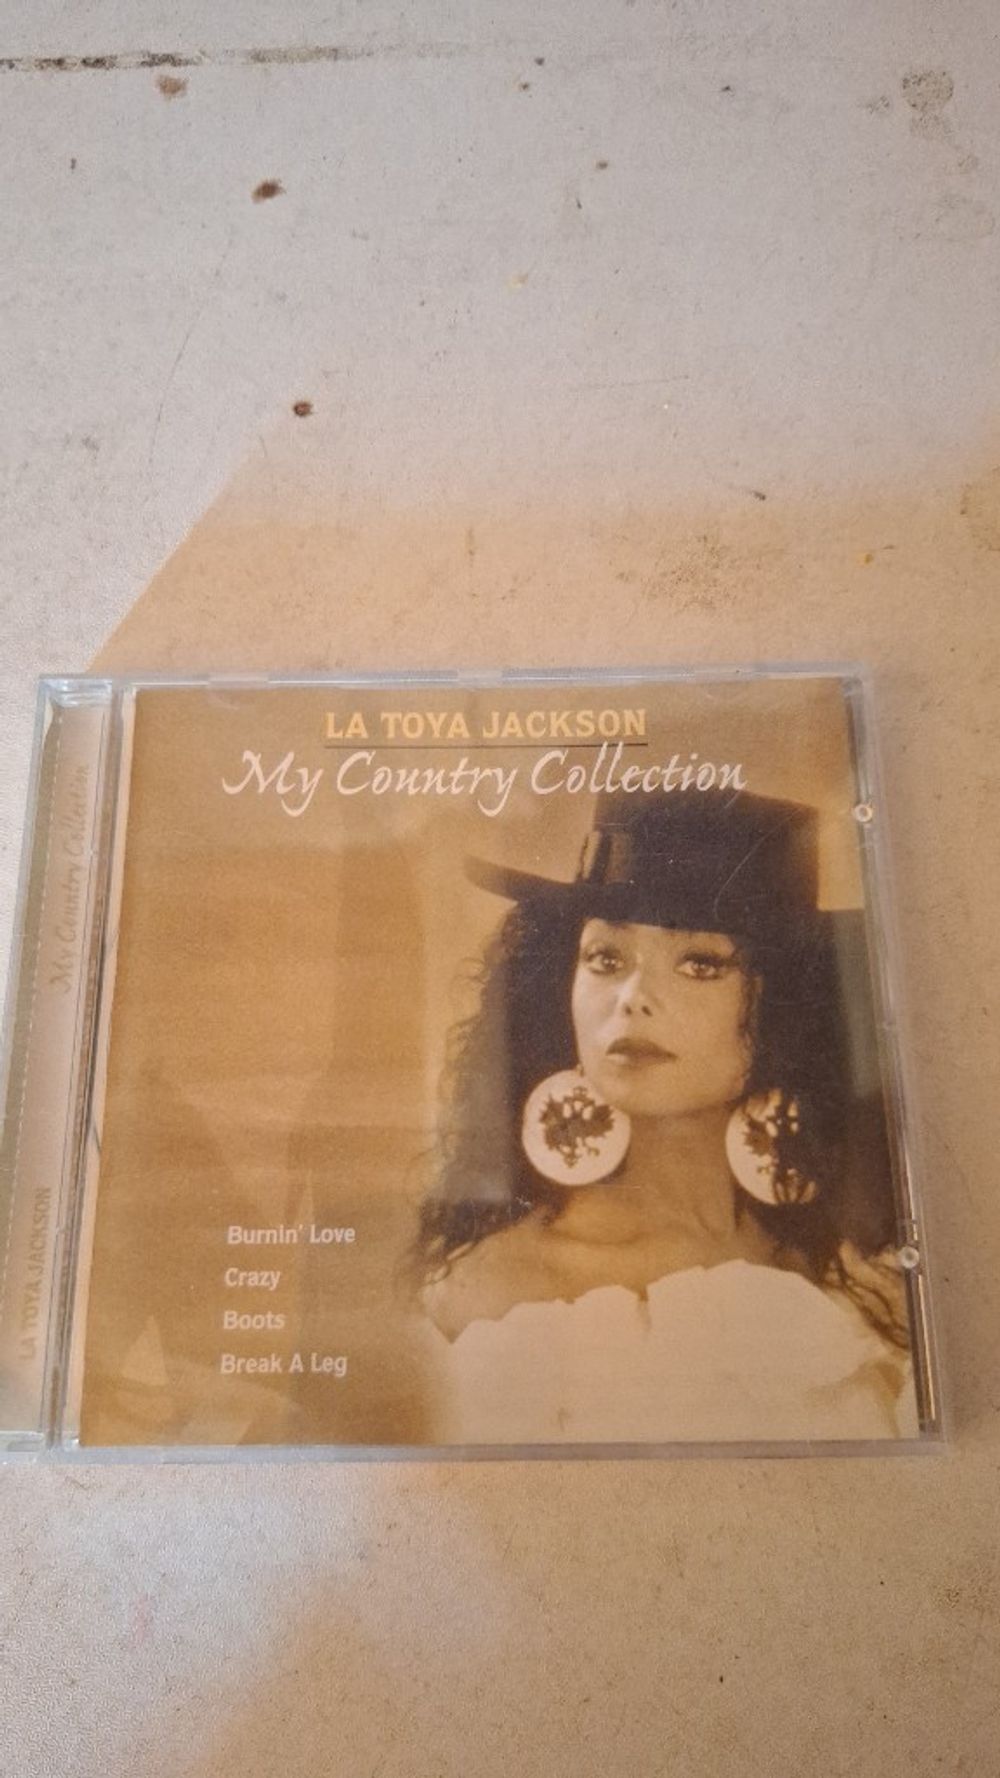 LA TOYA JACKSON
My Country Collection
Burnin' Love
Crazy
Boots
Break A Leg
LA TOYA JACKSON
My Country Collection